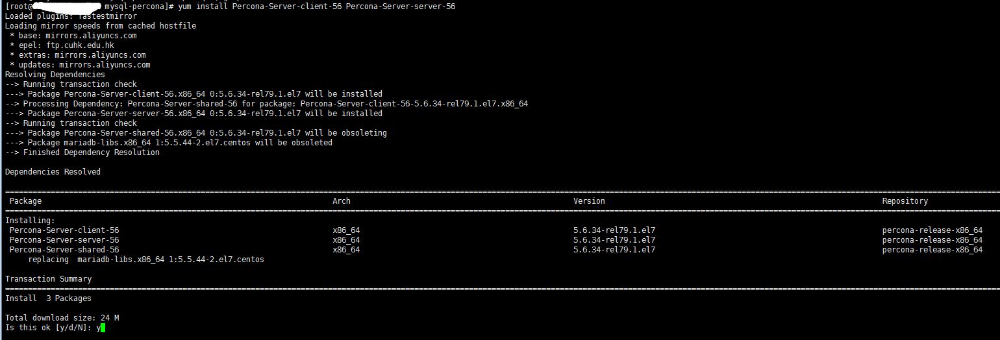 [root@ mysql-percona]# yum install Percona-Server-client-56 Percona-Server-server-56
Loaded plugins: fastestmirror
Loading mirror speeds from cached hostfile
* base: mirrors.aliyuncs.com
* epel: ftp.cuhk.edu.hk
* extras: mirrors.aliyuncs.com
* updates: mirrors.aliyuncs.com
Resolving Dependencies
--> Running transaction check
---> Package Percona-Server-client-56.x86_64 0:5.6.34-rel79.1.el7 will be installed
--> Processing Dependency: Percona-Server-shared-56 for package: Percona-Server-client-56-5.6.34-rel79.1.el7.x86_64
---> Package Percona-Server-server-56.x86_64 0:5.6.34-rel79.1.el7 will be installed
--> Running transaction check
---> Package Percona-Server-shared-56.x86_64 0:5.6.34-rel79.1.el7 will be obsoleting
---> Package mariadb-libs.x86_64 1:5.5.44-2.el7.centos will be obsoleted
--> Finished Dependency Resolution
Dependencies Resolved
Package Arch Version Repository
Installing:
Percona-Server-client-56 x86_64 5.6.34-rel79.1.el7 percona-release-x86_64
Percona-Server-server-56 x86_64 5.6.34-rel79.1.el7 percona-release-x86_64
Percona-Server-shared-56 x86_64 5.6.34-rel79.1.el7 percona-release-x86_64
replacing mariadb-libs.x86_64 1:5.5.44-2.el7.centos
Transaction Summary
Install 3 Packages
Total download size: 24 M
Is this ok [y/d/N]: y